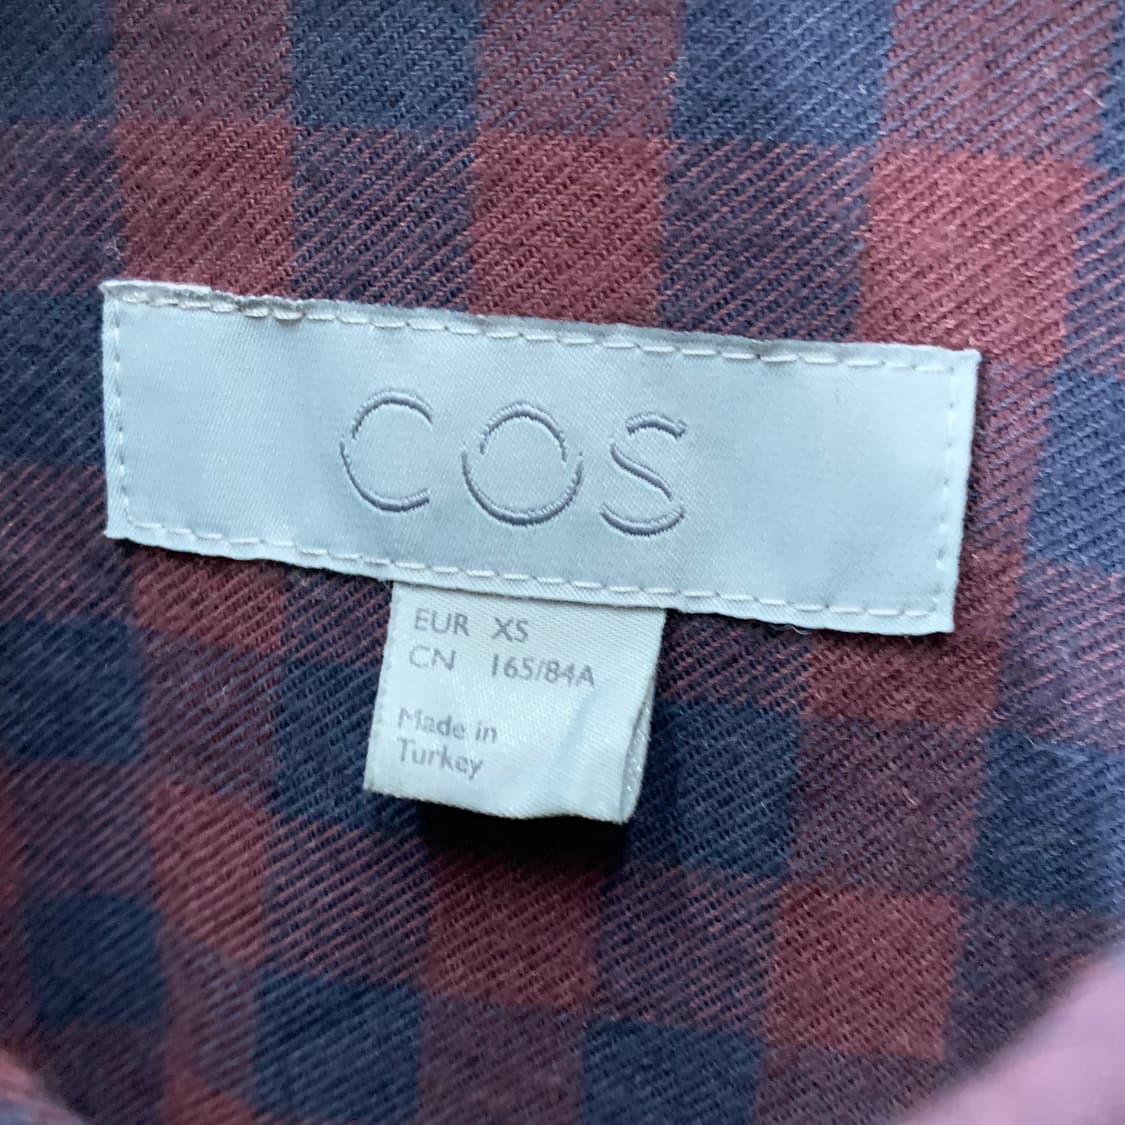 COS
EUR XS
CN 165/84A
Made in
Turkey